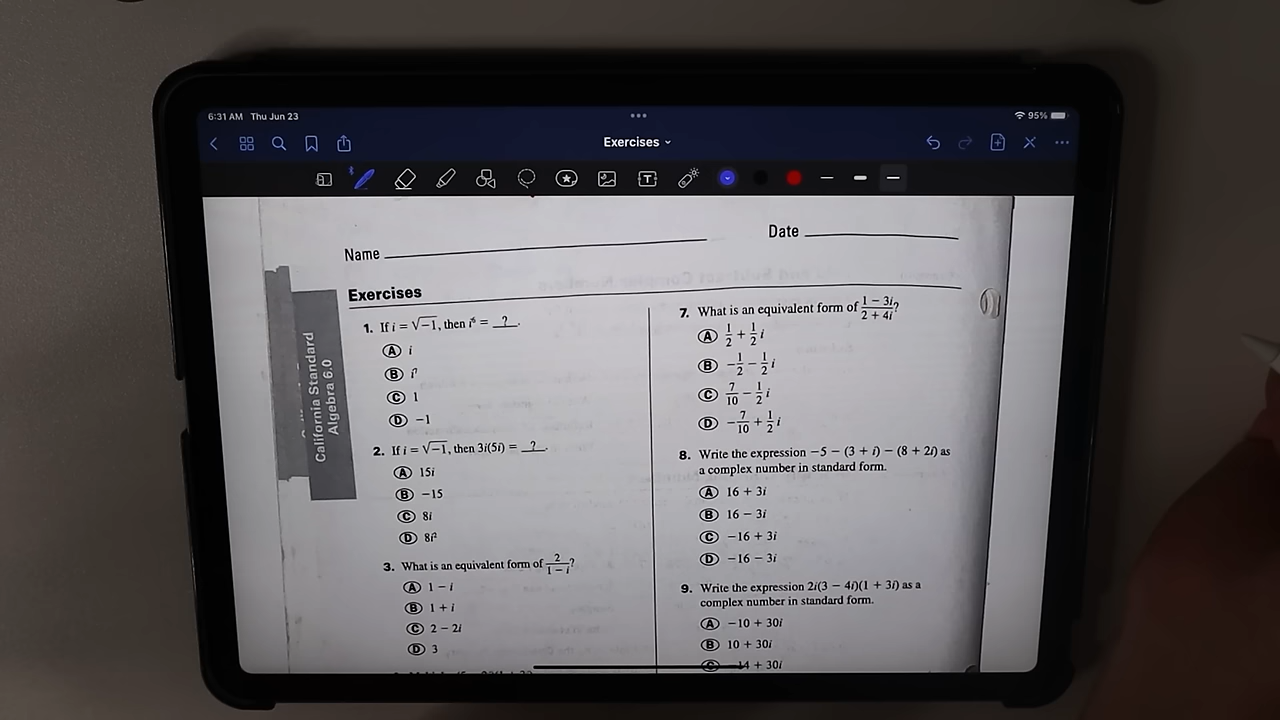 6:31 AM Thu Jun 23
95%
Exercises
Name
Date
Exercises
California Standard
Algebra 6.0
1. If i = √−1, then = ?.
A i
B
C 1
D −1
2. If i = √−1, then 3i(5i) = ?.
A 15i
B −15
C 8i
D 8i²
3. What is an equivalent form of 2/(1 − i)?
A 1 − i
B 1 + i
C 2 − 2i
D 3
7. What is an equivalent form of (1 − 3i)/(2 + 4i)?
A 1/2 + 1/2 i
B −1/2 − 1/2 i
C 7/10 − 1/2 i
D −7/10 + 1/2 i
8. Write the expression −5 − (3 + i) − (8 + 2i) as
a complex number in standard form.
A 16 + 3i
B 16 − 3i
C −16 + 3i
D −16 − 3i
9. Write the expression 2i(3 − 4i)(1 + 3i) as a
complex number in standard form.
A −10 + 30i
B 10 + 30i
C −14 + 30i